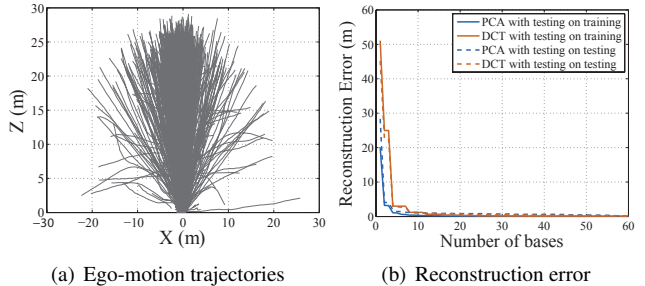 30
25
20
15
10
5
0
Z (m)
−30 −20 −10 0 10 20 30
X (m)
(a) Ego-motion trajectories
60
50
40
30
20
10
0
Reconstruction Error (m)
PCA with testing on training
DCT with testing on training
PCA with testing on testing
DCT with testing on testing
0 10 20 30 40 50 60
Number of bases
(b) Reconstruction error